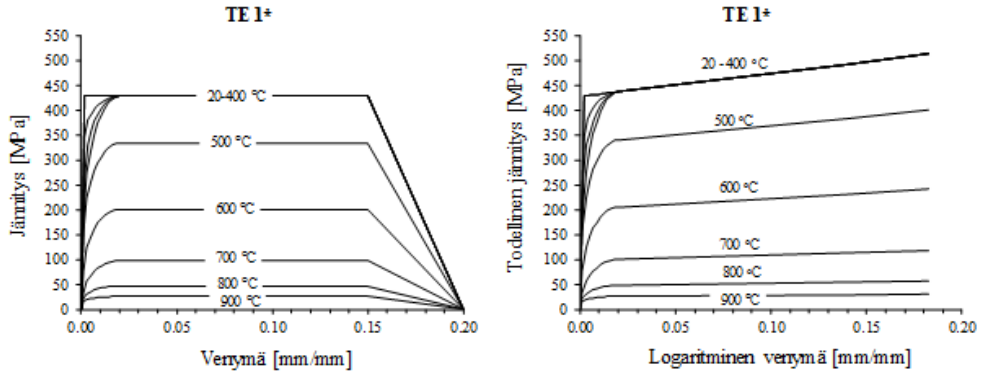 TE 1*
550
500
450
400
350
300
250
200
150
100
50
0
Jännitys [MPa]
20-400 °C
500 °C
600 °C
700 °C
800 °C
900 °C
0.00 0.05 0.10 0.15 0.20
Venymä [mm/mm]
TE 1*
550
500
450
400
350
300
250
200
150
100
50
0
Todellinen jännitys [MPa]
20 - 400 °C
500 °C
600 °C
700 °C
800 °C
900 °C
0.00 0.05 0.10 0.15 0.20
Logaritminen venymä [mm/mm]